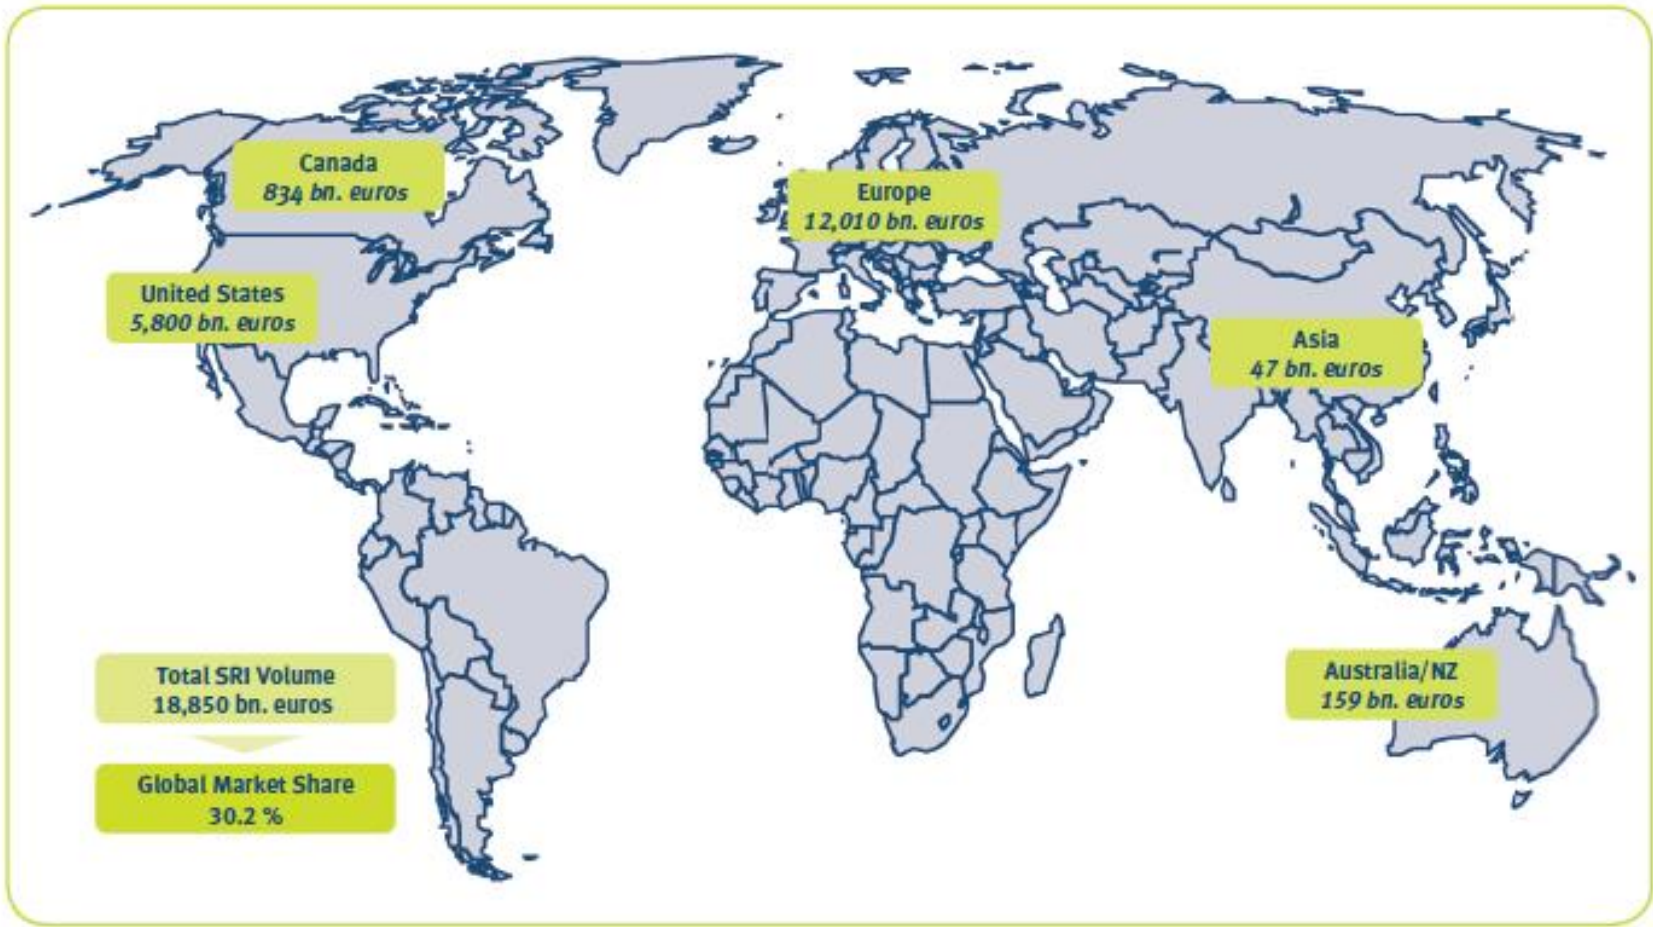 Canada
834 bn. euros
Europe
12,010 bn. euros
United States
5,800 bn. euros
Asia
47 bn. euros
Total SRI Volume
18,850 bn. euros
Australia/NZ
159 bn. euros
Global Market Share
30.2 %